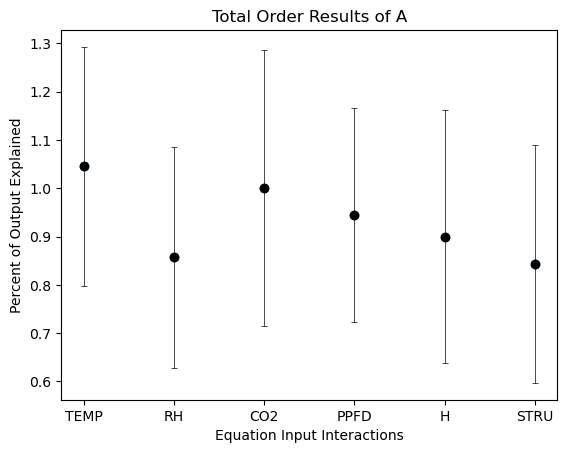 Total Order Results of A
Percent of Output Explained
1.3
1.2
1.1
1.0
0.9
0.8
0.7
0.6
TEMP RH CO2 PPFD H STRU
Equation Input Interactions